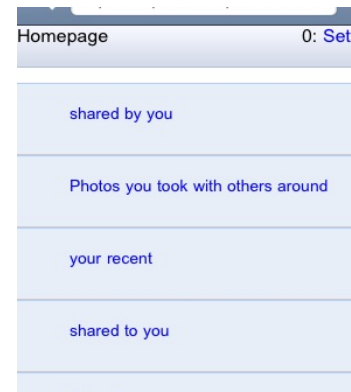 Homepage 0: Set
shared by you
Photos you took with others around
your recent
shared to you